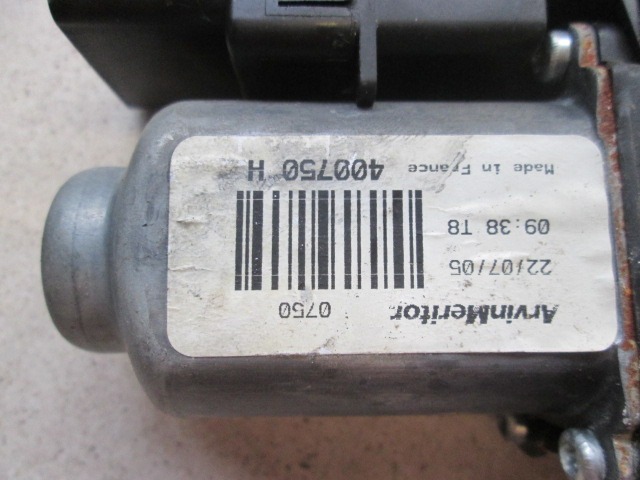 ArvinMeritor
0750
22/07/05
09:38 T8
400750 H
Made in France